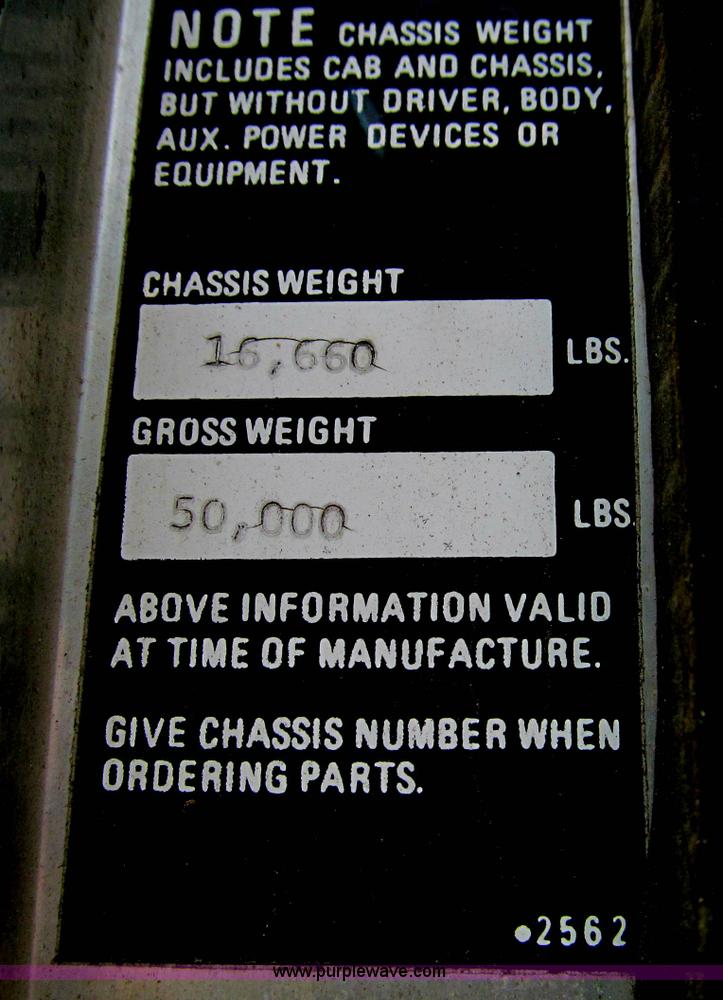 NOTE CHASSIS WEIGHT
INCLUDES CAB AND CHASSIS,
BUT WITHOUT DRIVER, BODY,
AUX. POWER DEVICES OR
EQUIPMENT.
CHASSIS WEIGHT
16,660 LBS.
GROSS WEIGHT
50,000 LBS.
ABOVE INFORMATION VALID
AT TIME OF MANUFACTURE.
GIVE CHASSIS NUMBER WHEN
ORDERING PARTS.
•2562
www.purplewave.com